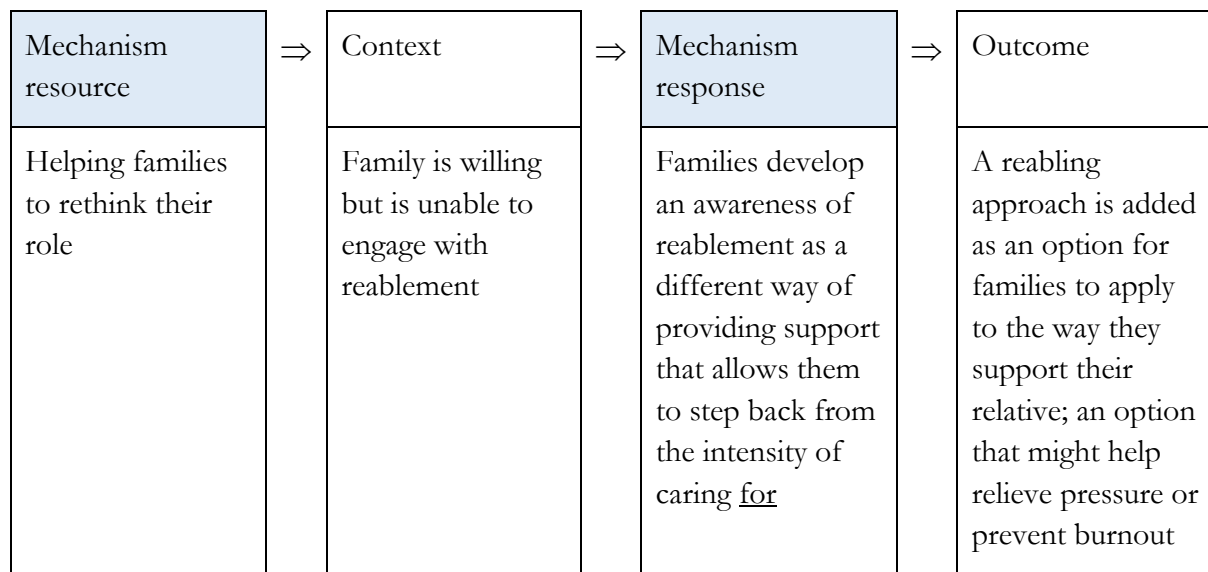 Mechanism
resource
⇒
Context
⇒
Mechanism
response
⇒
Outcome
Helping families
to rethink their
role
Family is willing
but is unable to
engage with
reablement
Families develop
an awareness of
reablement as a
different way of
providing support
that allows them
to step back from
the intensity of
caring for
A reabling
approach is added
as an option for
families to apply
to the way they
support their
relative; an option
that might help
relieve pressure or
prevent burnout